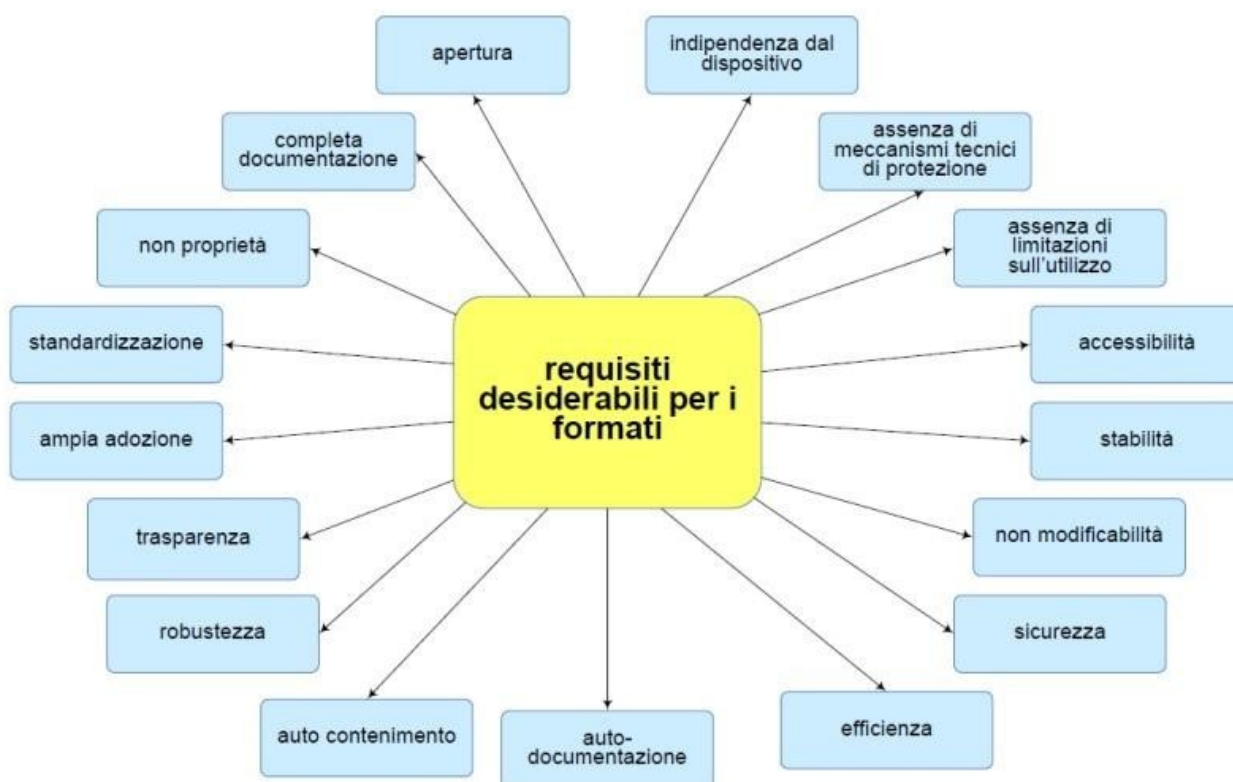 apertura
indipendenza dal
dispositivo
completa
documentazione
assenza di
meccanismi tecnici
di protezione
non proprietà
assenza di
limitazioni
sull'utilizzo
standardizzazione
requisiti
desiderabili per i
formati
accessibilità
ampia adozione
stabilità
trasparenza
non modificabilità
robustezza
sicurezza
auto contenimento
auto-
documentazione
efficienza